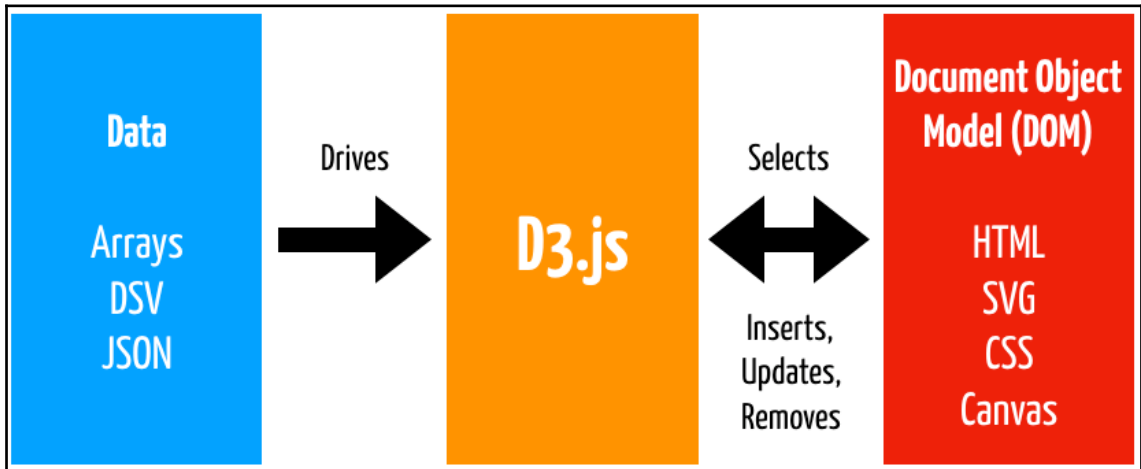 Data
Arrays
DSV
JSON
Drives
D3.js
Selects
Inserts,
Updates,
Removes
Document Object
Model (DOM)
HTML
SVG
CSS
Canvas